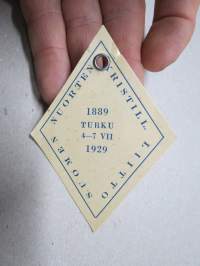 SUOMEN NUORTEN KRISTILL. LIITTO
1889
TURKU
4-7 VII
1929